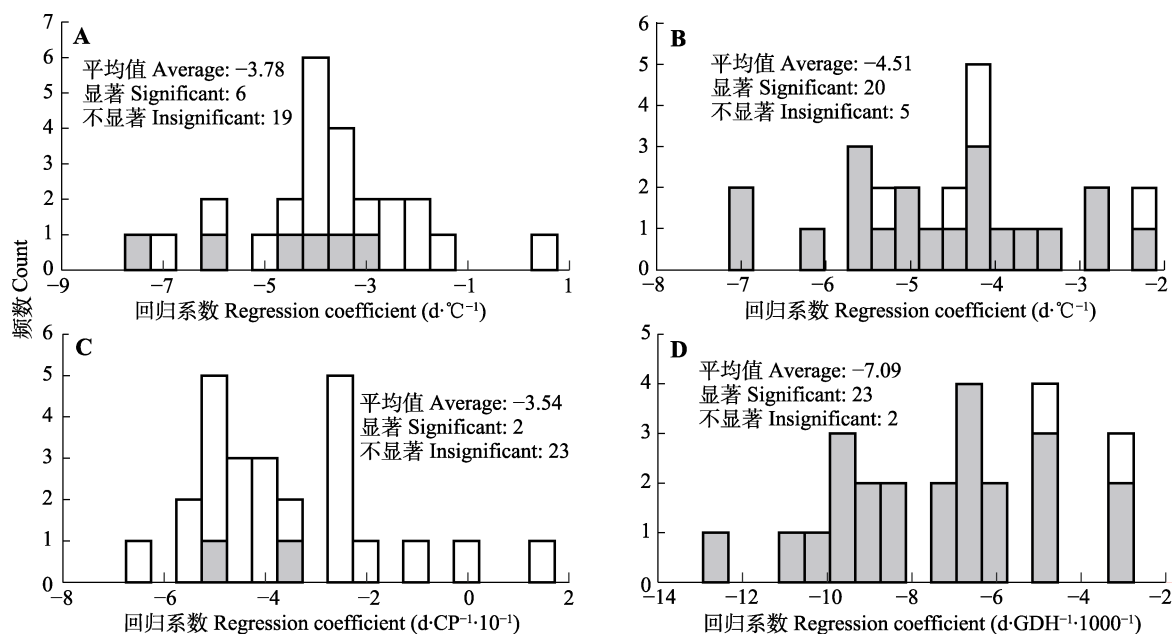 频数 Count
A
平均值 Average: −3.78
显著 Significant: 6
不显著 Insignificant: 19
7
6
5
4
3
2
1
0
−9
−7
−5
−3
−1
1
回归系数 Regression coefficient (d·℃⁻¹)
B
平均值 Average: −4.51
显著 Significant: 20
不显著 Insignificant: 5
6
5
4
3
2
1
0
−8
−7
−6
−5
−4
−3
−2
回归系数 Regression coefficient (d·℃⁻¹)
C
平均值 Average: −3.54
显著 Significant: 2
不显著 Insignificant: 23
6
5
4
3
2
1
0
−8
−6
−4
−2
0
2
回归系数 Regression coefficient (d·CP⁻¹·10⁻¹)
D
平均值 Average: −7.09
显著 Significant: 23
不显著 Insignificant: 2
5
4
3
2
1
0
−14
−12
−10
−8
−6
−4
−2
回归系数 Regression coefficient (d·GDH⁻¹·1000⁻¹)